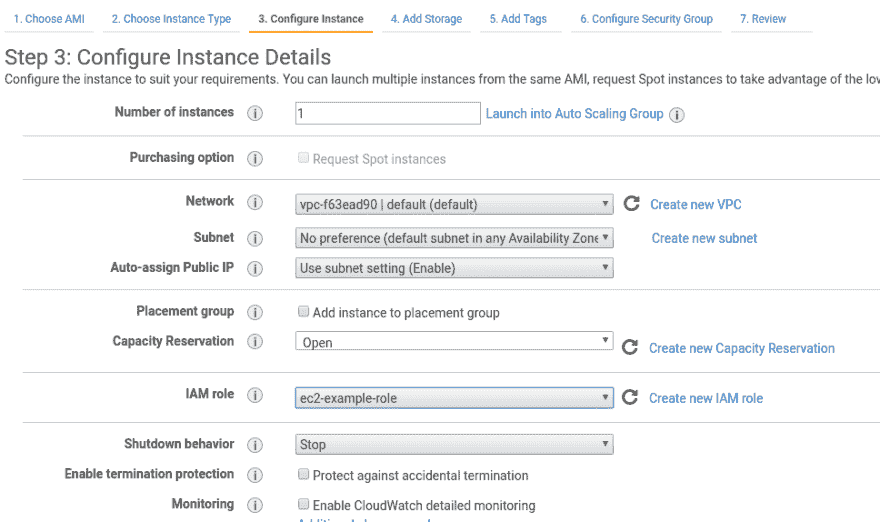 1. Choose AMI 2. Choose Instance Type 3. Configure Instance 4. Add Storage 5. Add Tags 6. Configure Security Group 7. Review
Step 3: Configure Instance Details
Configure the instance to suit your requirements. You can launch multiple instances from the same AMI, request Spot instances to take advantage of the
Number of instances i 1 Launch into Auto Scaling Group i
Purchasing option i Request Spot instances
Network i vpc-f63ead90 | default (default) Create new VPC
Subnet i No preference (default subnet in any Availability Zone Create new subnet
Auto-assign Public IP i Use subnet setting (Enable)
Placement group i Add instance to placement group
Capacity Reservation i Open Create new Capacity Reservation
IAM role i ec2-example-role Create new IAM role
Shutdown behavior i Stop
Enable termination protection i Protect against accidental termination
Monitoring i Enable CloudWatch detailed monitoring